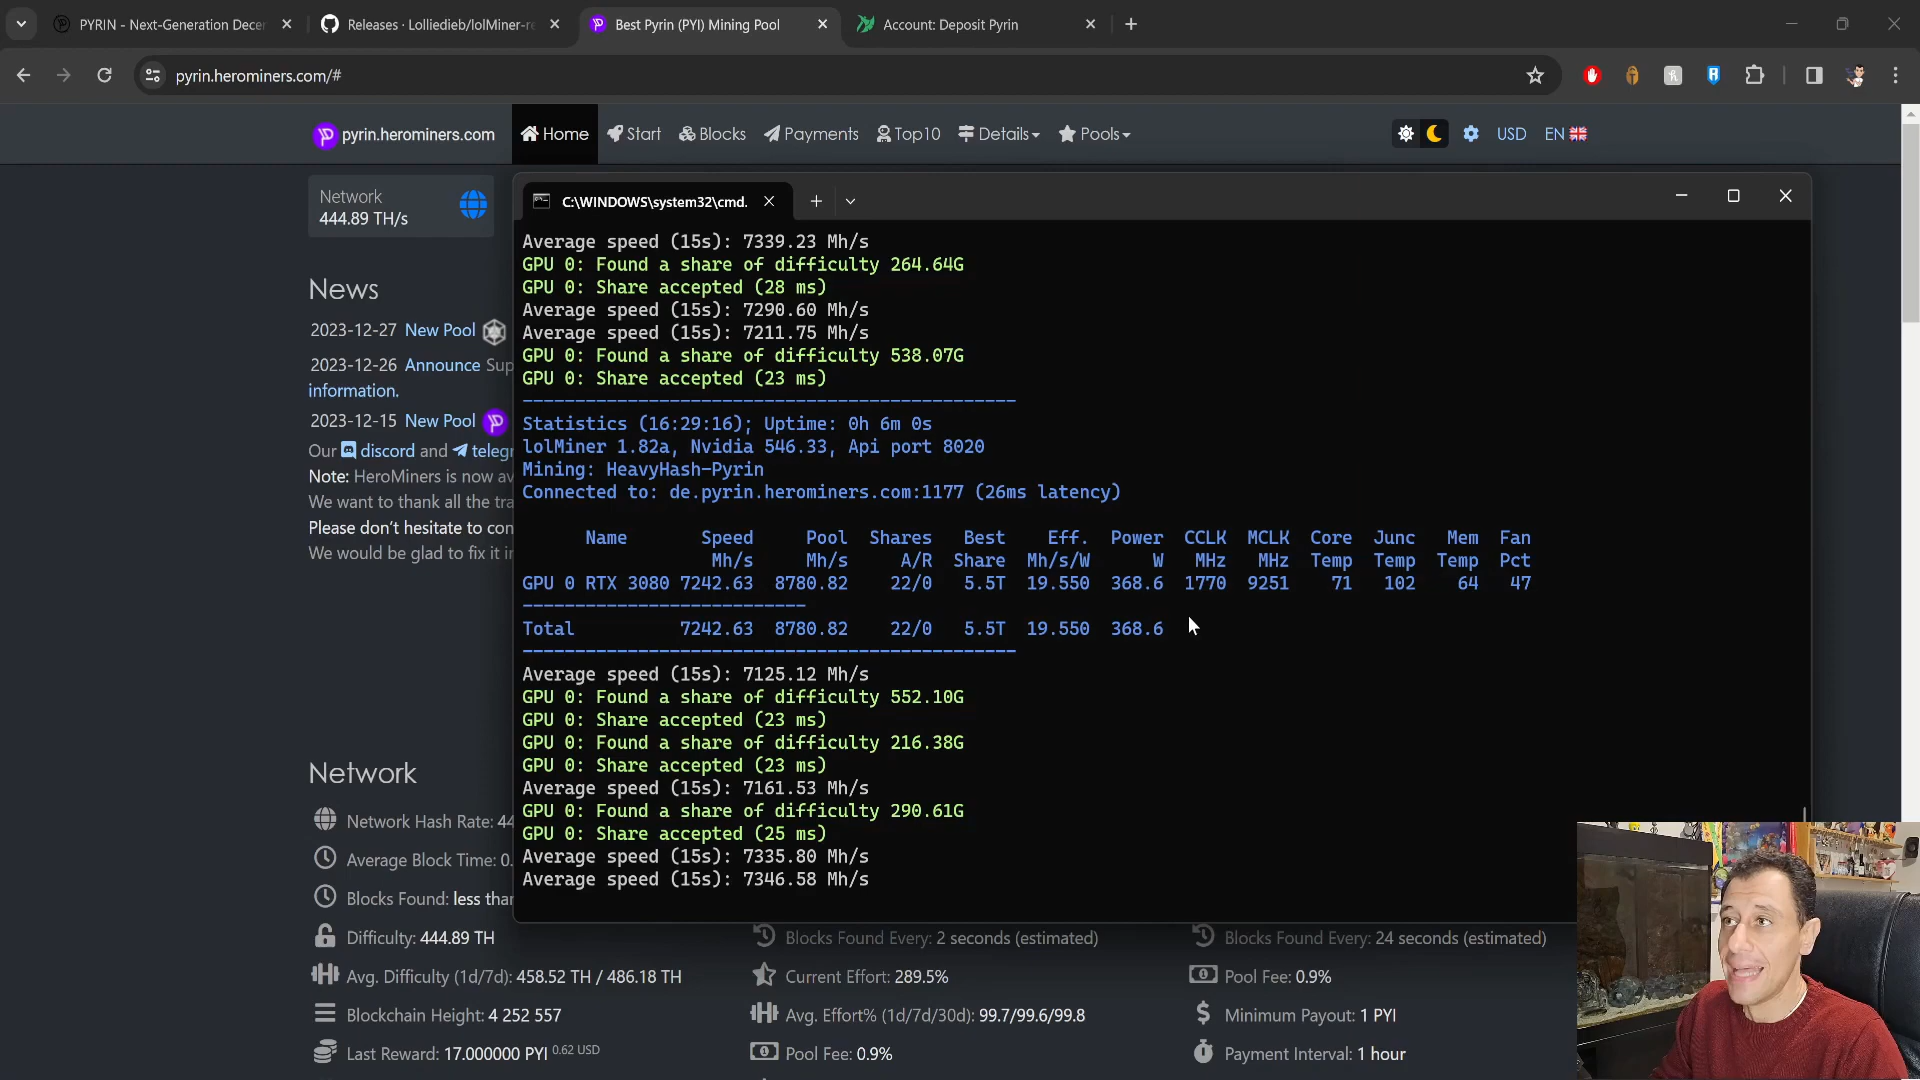 PYRIN - Next-Generation Decer
Releases · Lolliedieb/lolMiner-re
Best Pyrin (PYI) Mining Pool
Account: Deposit Pyrin
pyrin.herominers.com/#
pyrin.herominers.com
Home
Start
Blocks
Payments
Top10
Details
Pools
USD
EN
Network
444.89 TH/s
News
2023-12-27 New Pool
2023-12-26 Announce Sup
information.
2023-12-15 New Pool
Our discord and telegr
Note: HeroMiners is now av
We want to thank all the tra
Please don't hesitate to con
We would be glad to fix it in
C:\WINDOWS\system32\cmd.
Average speed (15s): 7339.23 Mh/s
GPU 0: Found a share of difficulty 264.64G
GPU 0: Share accepted (28 ms)
Average speed (15s): 7290.60 Mh/s
Average speed (15s): 7211.75 Mh/s
GPU 0: Found a share of difficulty 538.07G
GPU 0: Share accepted (23 ms)
Statistics (16:29:16); Uptime: 0h 6m 0s
lolMiner 1.82a, Nvidia 546.33, Api port 8020
Mining: HeavyHash-Pyrin
Connected to: de.pyrin.herominers.com:1177 (26ms latency)
Name Speed Pool Shares Best Eff. Power CCLK MCLK Core Junc Mem Fan
Mh/s Mh/s A/R Share Mh/s/W W MHz MHz Temp Temp Temp Pct
GPU 0 RTX 3080 7242.63 8780.82 22/0 5.5T 19.550 368.6 1770 9251 71 102 64 47
Total 7242.63 8780.82 22/0 5.5T 19.550 368.6
Average speed (15s): 7125.12 Mh/s
GPU 0: Found a share of difficulty 552.10G
GPU 0: Share accepted (23 ms)
GPU 0: Found a share of difficulty 216.38G
GPU 0: Share accepted (23 ms)
Average speed (15s): 7161.53 Mh/s
GPU 0: Found a share of difficulty 290.61G
GPU 0: Share accepted (25 ms)
Average speed (15s): 7335.80 Mh/s
Average speed (15s): 7346.58 Mh/s
Network
Network Hash Rate: 44
Average Block Time: 0.
Blocks Found: less than
Difficulty: 444.89 TH
Avg. Difficulty (1d/7d): 458.52 TH / 486.18 TH
Blockchain Height: 4 252 557
Last Reward: 17.000000 PYI 0.62 USD
Blocks Found Every: 2 seconds (estimated)
Current Effort: 289.5%
Avg. Effort% (1d/7d/30d): 99.7/99.6/99.8
Pool Fee: 0.9%
Blocks Found Every: 24 seconds (estimated)
Pool Fee: 0.9%
Minimum Payout: 1 PYI
Payment Interval: 1 hour